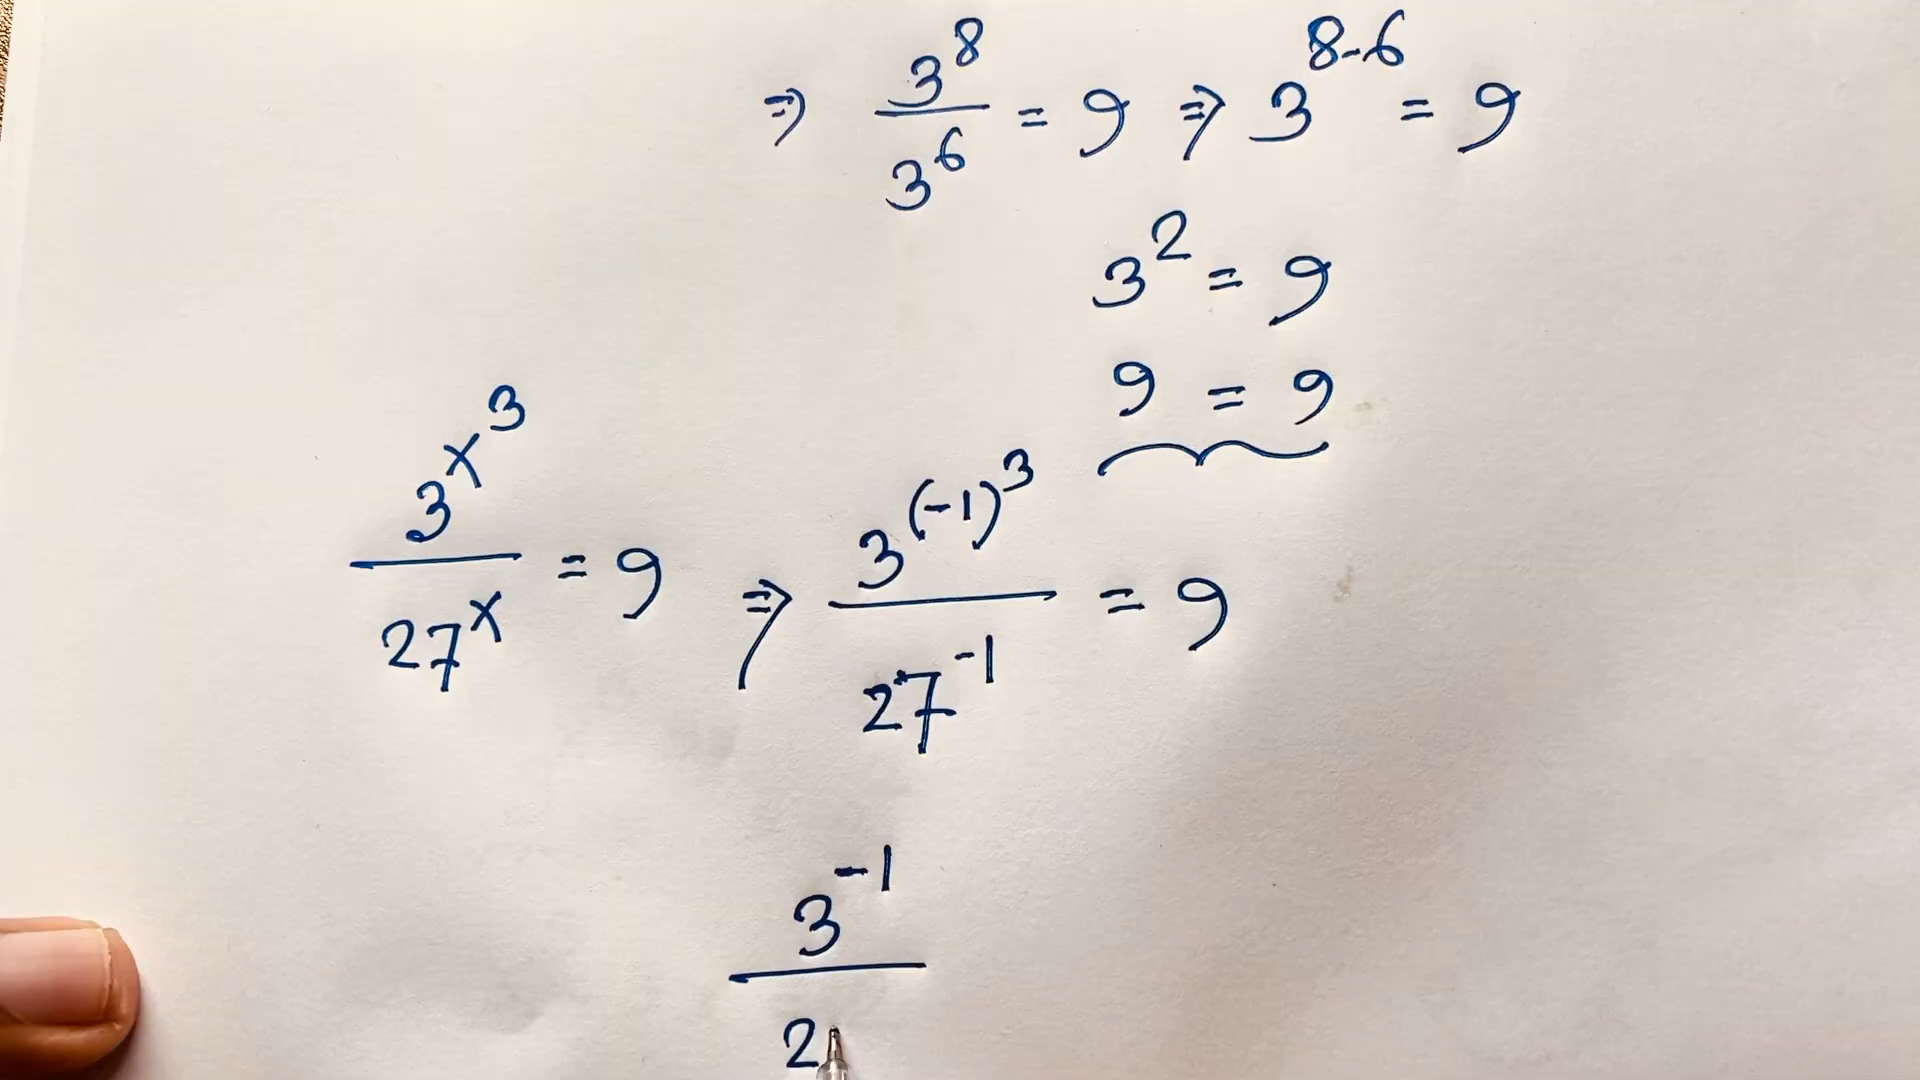 ⇒ 3^8/3^6 = 9 ⇒ 3^(8-6) = 9
3^2 = 9
9 = 9
3^(x^3)/27^x = 9 ⇒ 3^((-1)^3)/27^(-1) = 9
3^(-1)/2